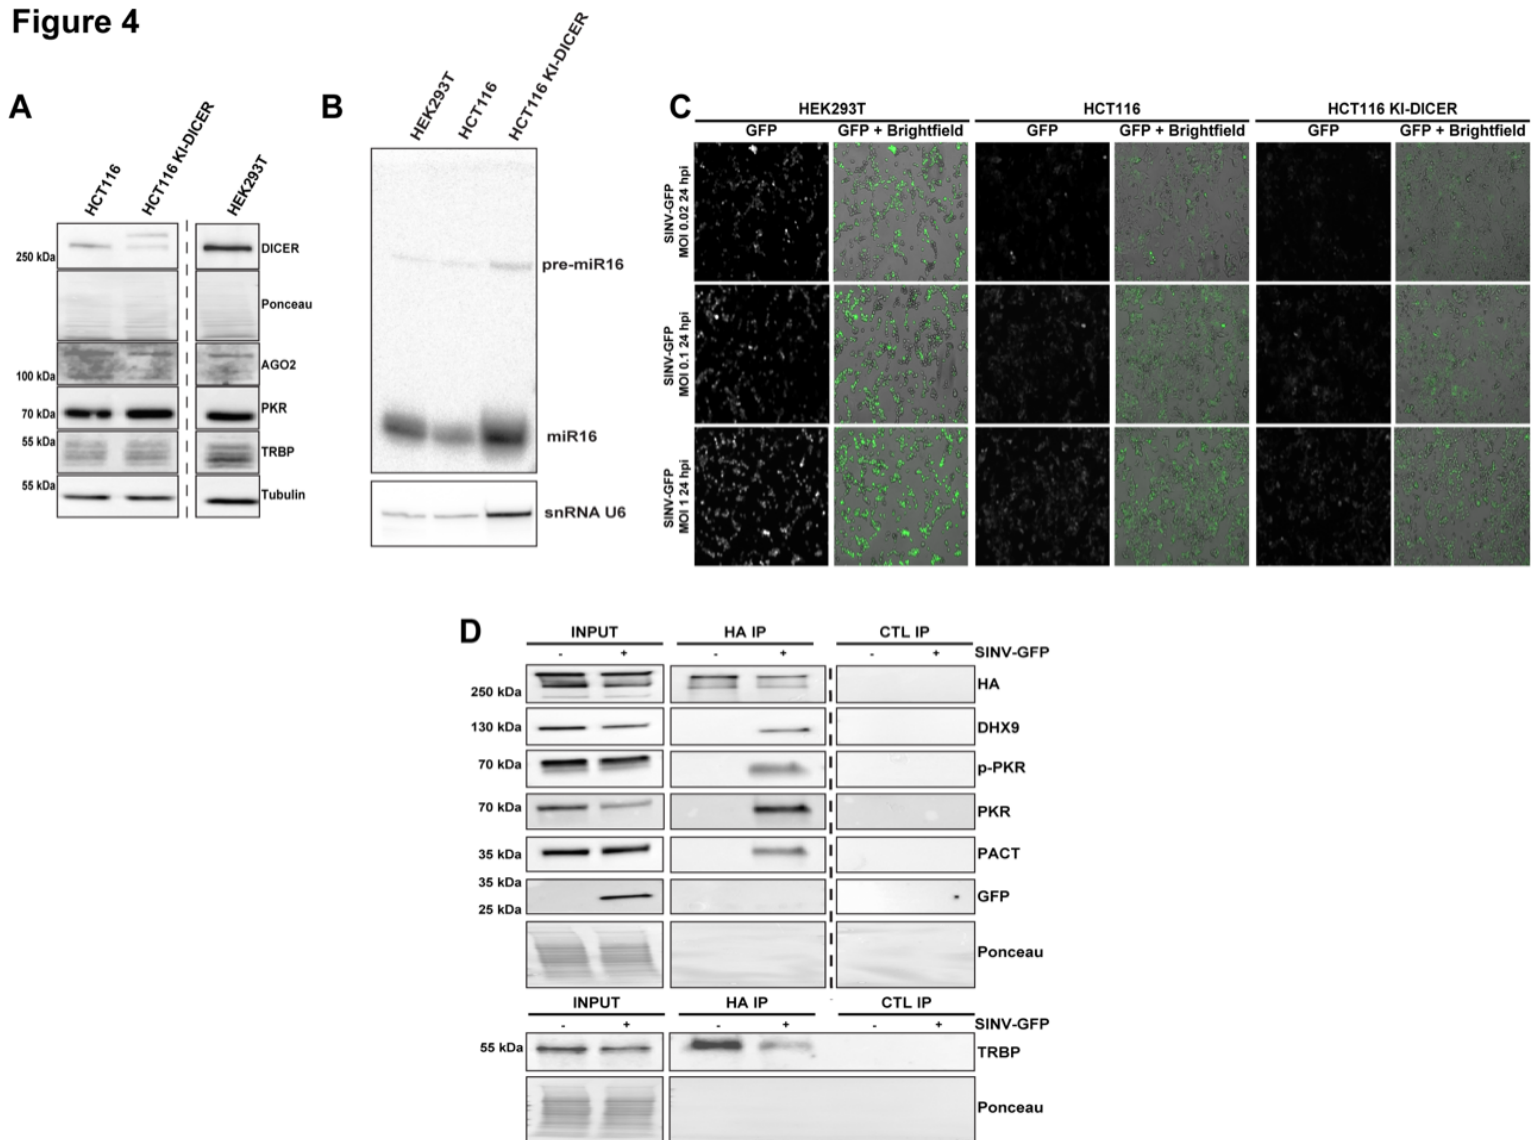 Figure 4
A
HCT116
HCT116 KI-DICER
HEK293T
250 kDa
DICER
Ponceau
100 kDa
AGO2
70 kDa
PKR
55 kDa
TRBP
55 kDa
Tubulin
B
HEK293T
HCT116
HCT116 KI-DICER
pre-miR16
miR16
snRNA U6
C
HEK293T HCT116 HCT116 KI-DICER
GFP GFP + Brightfield GFP GFP + Brightfield GFP GFP + Brightfield
SINV-GFP
MOI 0.02 24 hpi
SINV-GFP
MOI 0.1 24 hpi
SINV-GFP
MOI 1 24 hpi
D
INPUT HA IP CTL IP
- + - + - + SINV-GFP
250 kDa HA
130 kDa DHX9
70 kDa p-PKR
70 kDa PKR
35 kDa PACT
35 kDa
GFP
25 kDa
Ponceau
INPUT HA IP CTL IP
- + - + - + SINV-GFP
55 kDa TRBP
Ponceau